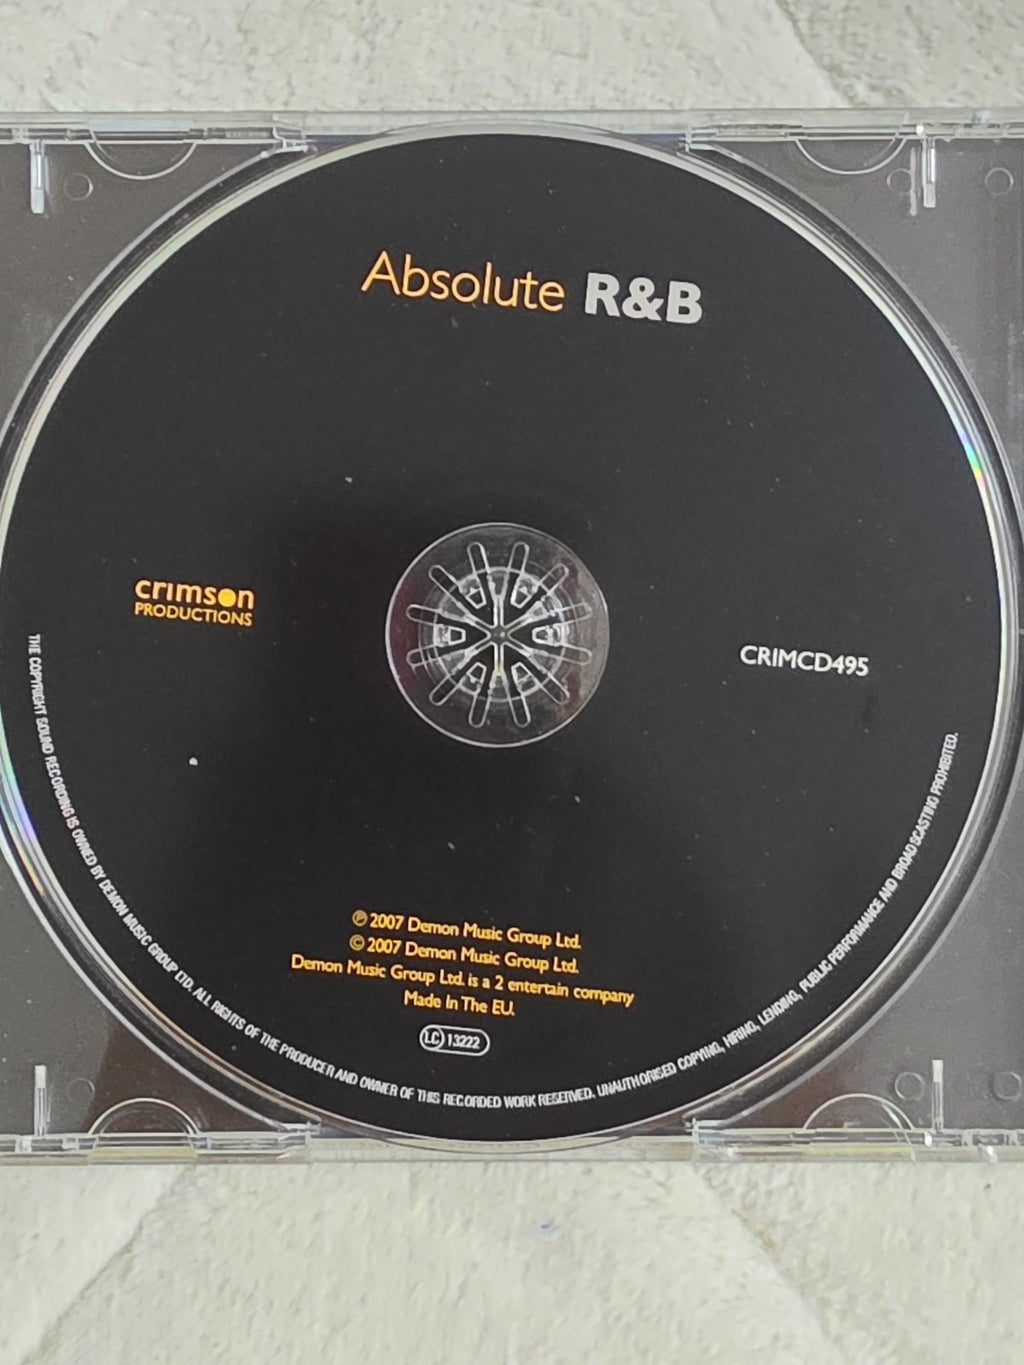 Absolute R&B
crimson
PRODUCTIONS
CRIMCD495
℗ 2007 Demon Music Group Ltd.
© 2007 Demon Music Group Ltd.
Demon Music Group Ltd. is a 2 entertain company
Made In The EU.
LC 13222
THE COPYRIGHT SOUND RECORDING IS OWNED BY DEMON MUSIC GROUP LTD. ALL RIGHTS OF THE PRODUCER AND OWNER OF THIS RECORDED WORK RESERVED. UNAUTHORISED COPYING, HIRING, LENDING, PUBLIC PERFORMANCE AND BROADSCASTING PROHIBITED.